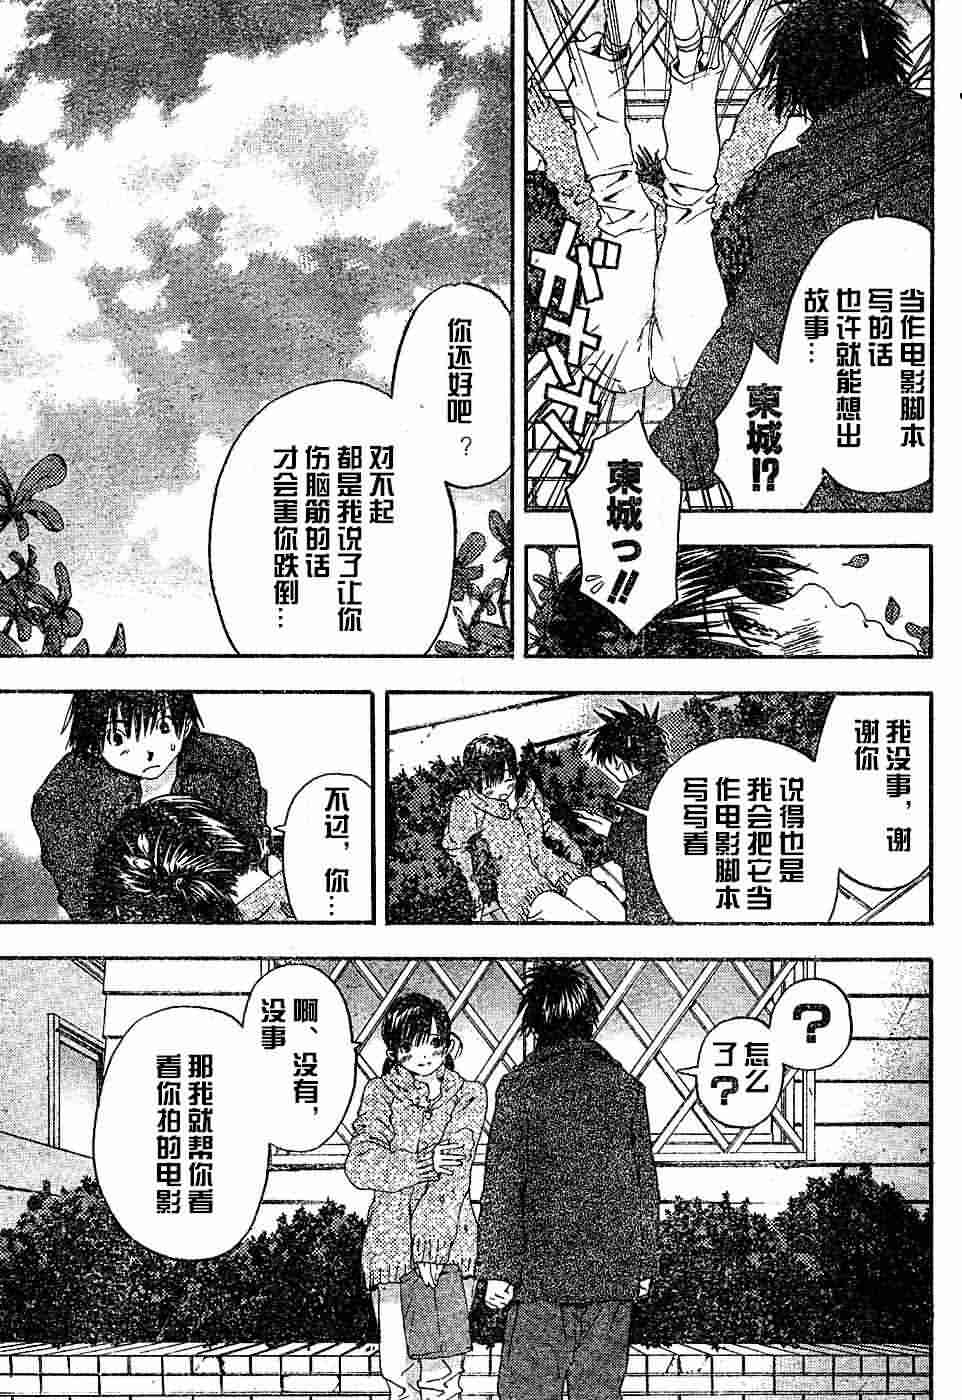 当作电影脚本
写的话
也许就能想出
故事…
東城!?
ガササーッ
東城っ!!
你还好吧?
对不起
都是我说了让你
伤脑筋的话
才会害你跌倒…
我没事，谢
谢你
说得也是
我会把它当
作电影脚本
写写看
不过，你…
?
怎么
了?
啊、没有，
没事
那我就帮你看
看你拍的电影